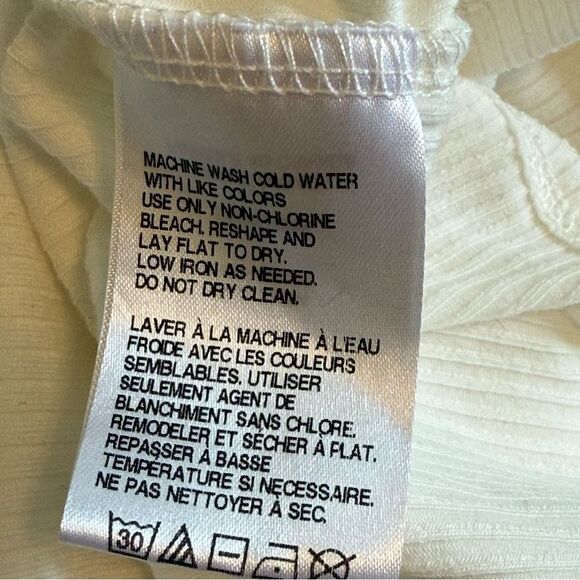 MACHINE WASH COLD WATER
WITH LIKE COLORS
USE ONLY NON-CHLORINE
BLEACH. RESHAPE AND
LAY FLAT TO DRY.
LOW IRON AS NEEDED.
DO NOT DRY CLEAN.
LAVER À LA MACHINE À L'EAU
FROIDE AVEC LES COULEURS
SEMBLABLES. UTILISER
SEULEMENT AGENT DE
BLANCHIMENT SANS CHLORE.
REMODELER ET SÉCHER À PLAT.
REPASSER À BASSE
TEMPÉRATURE SI NECESSAIRE.
NE PAS NETTOYER À SEC.
30